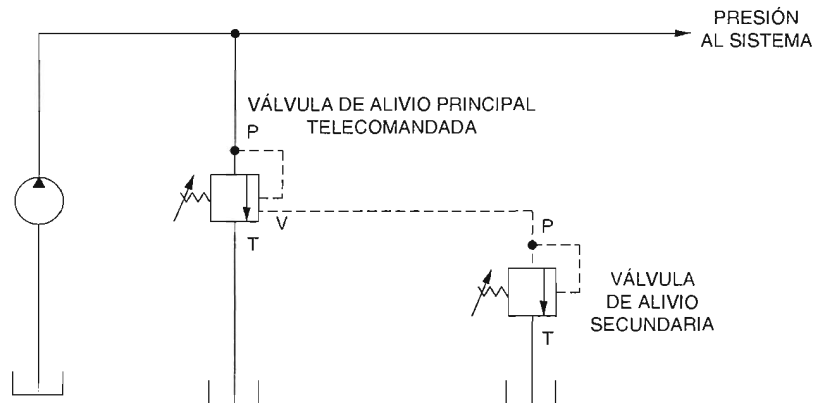 PRESIÓN
AL SISTEMA
VÁLVULA DE ALIVIO PRINCIPAL
TELECOMANDADA
P
V
T
P
VÁLVULA
DE ALIVIO
SECUNDARIA
T